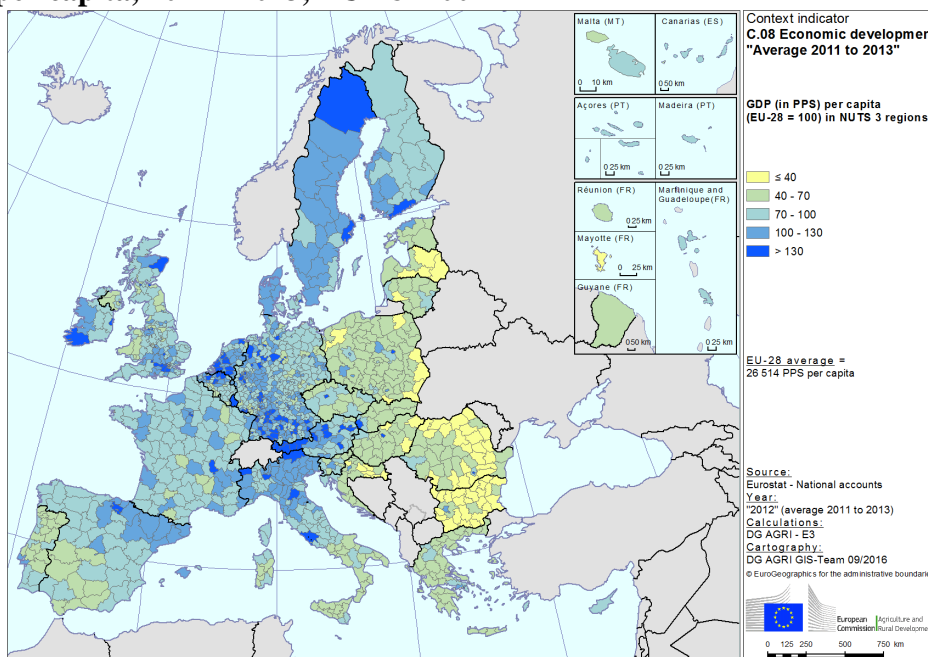 Malta (MT)
0 10 km
Canarias (ES)
0 50 km
Açores (PT)
0 25 km
Madeira (PT)
0 25 km
Réunion (FR)
0 25 km
Martinique and
Guadeloupe(FR)
Mayotte (FR)
0 25 km
Guyane (FR)
0 50 km
0 25 km
Context indicator
C.08 Economic developme
"Average 2011 to 2013"
GDP (in PPS) per capita
(EU-28 = 100) in NUTS 3 regions
≤ 40
40 - 70
70 - 100
100 - 130
> 130
EU-28 average =
26 514 PPS per capita
Source:
Eurostat - National accounts
Year:
"2012" (average 2011 to 2013)
Calculations:
DG AGRI - E3
Cartography:
DG AGRI GIS-Team 09/2016
© EuroGeographics for the administrative boundarie
European
Commission
Agriculture and
Rural Developme
0 125 250 500 750 km